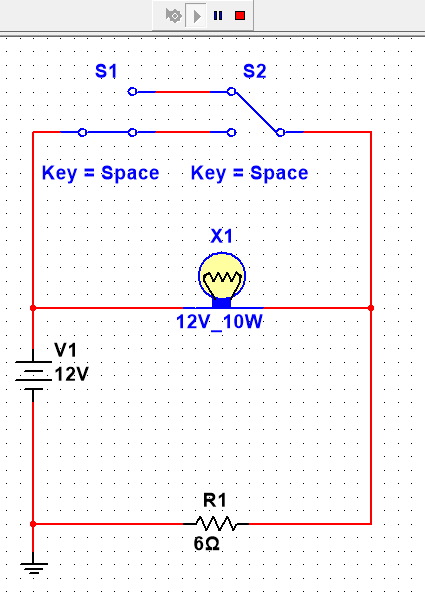 S1 S2
Key = Space Key = Space
X1
12V_10W
V1
12V
R1
6Ω